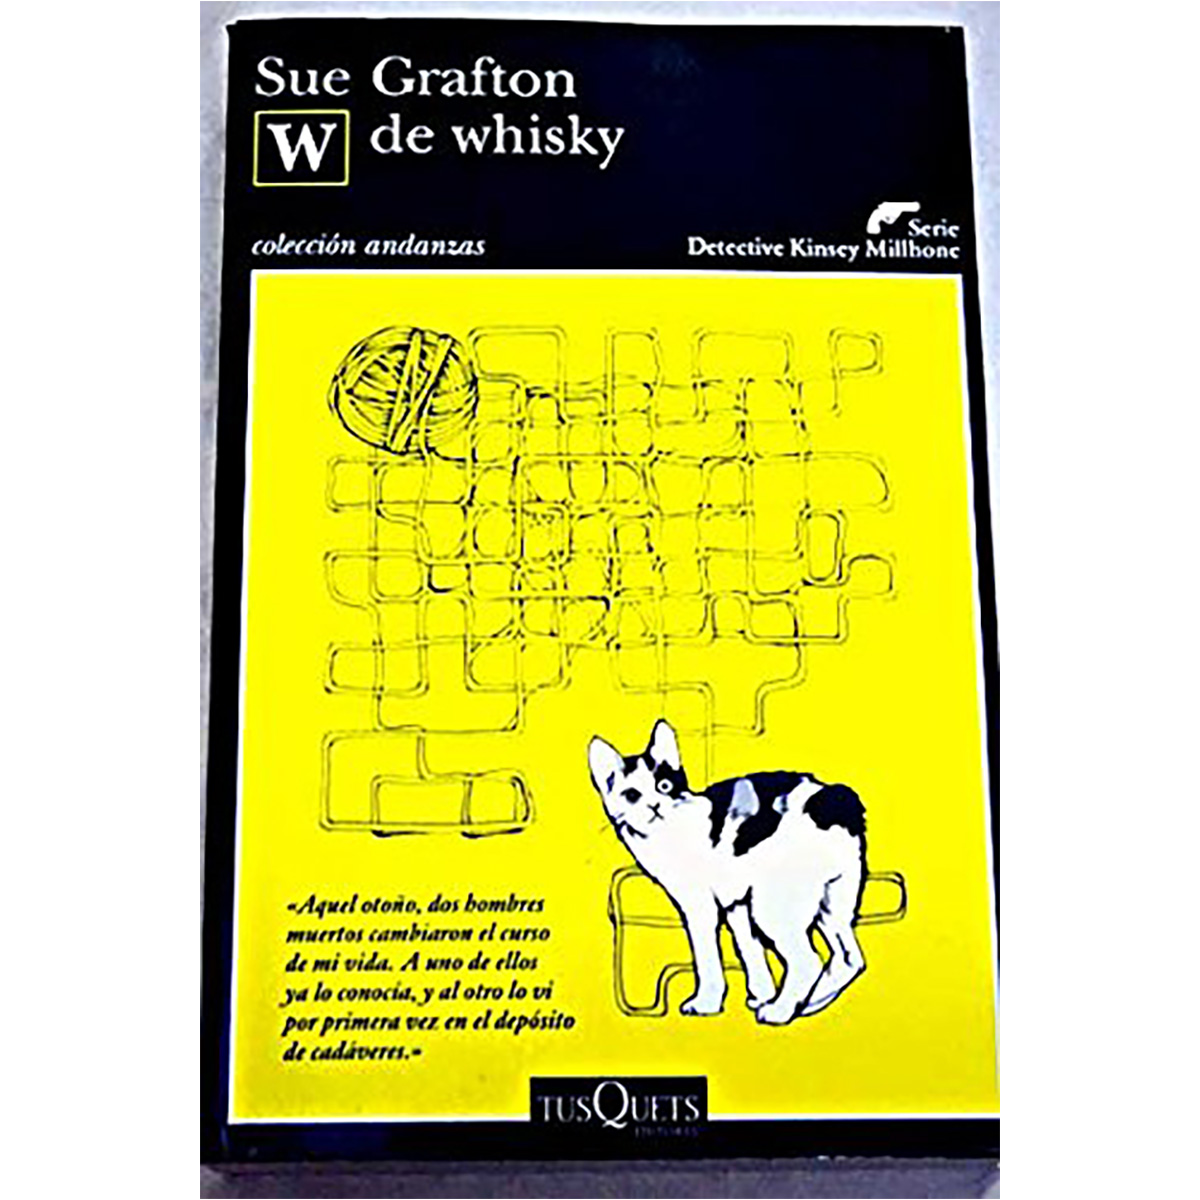 Sue Grafton
W de whisky
Serie
colección andanzas
Detective Kinsey Millhone
«Aquel otoño, dos hombres
muertos cambiaron el curso
de mi vida. A uno de ellos
ya lo conocía, y al otro lo vi
por primera vez en el depósito
de cadáveres.»
TUSQUETS
EDITORES